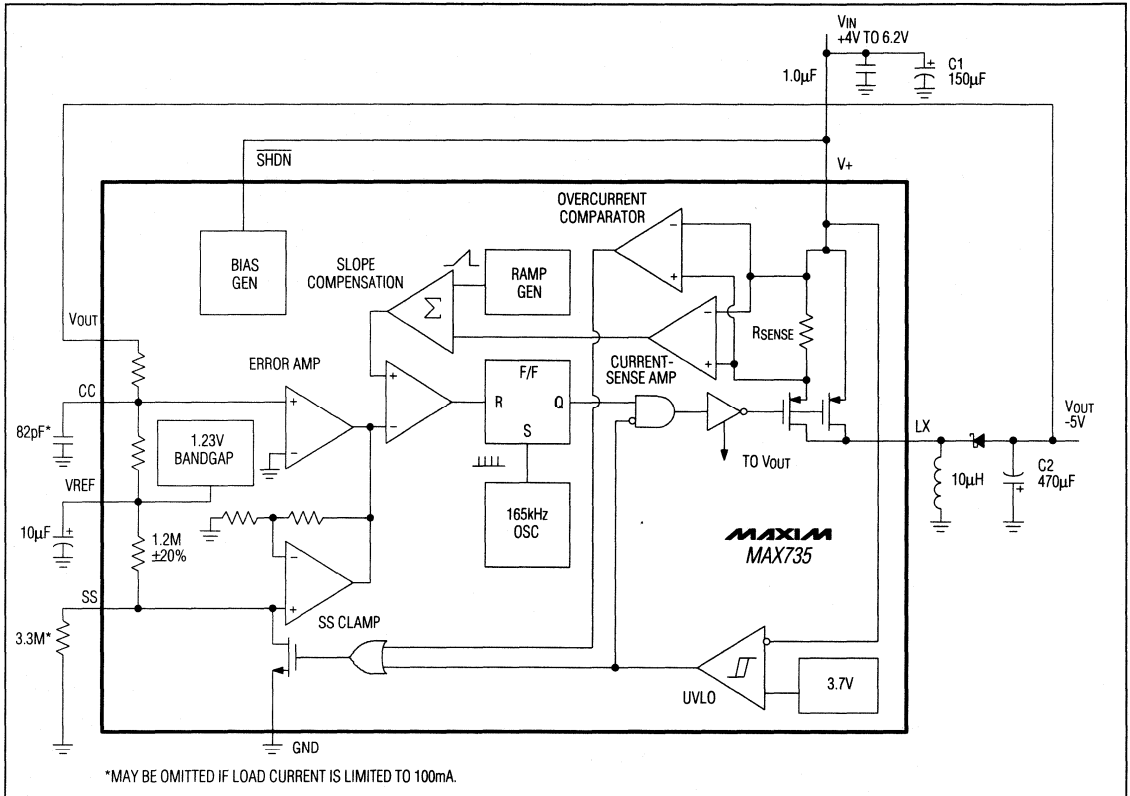 VIN
+4V TO 6.2V
1.0µF
C1
150µF
SHDN
V+
OVERCURRENT
COMPARATOR
BIAS
GEN
SLOPE
COMPENSATION
RAMP
GEN
Σ
RSENSE
VOUT
ERROR AMP
CURRENT-
SENSE AMP
F/F
R
Q
S
CC
82pF*
1.23V
BANDGAP
LX
VOUT
-5V
TO VOUT
VREF
10µF
1.2M
±20%
165kHz
OSC
10µH
C2
470µF
MAXIM
MAX735
SS
3.3M*
SS CLAMP
UVLO
3.7V
GND
*MAY BE OMITTED IF LOAD CURRENT IS LIMITED TO 100mA.